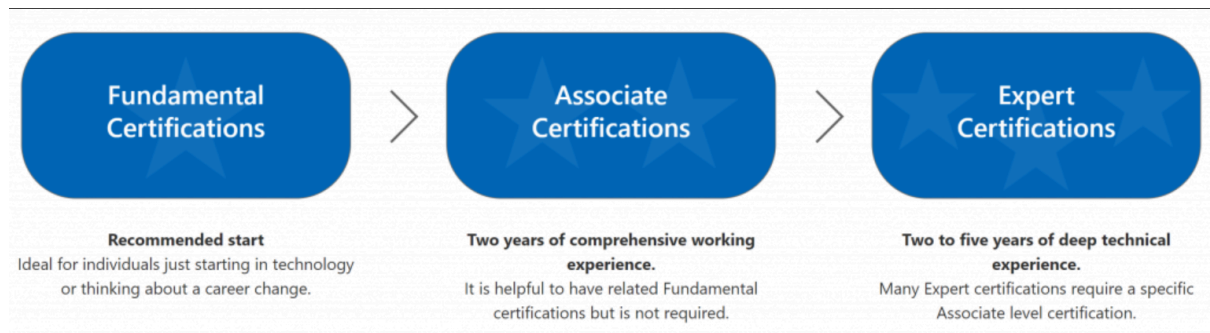 Fundamental
Certifications
Associate
Certifications
Expert
Certifications
Recommended start
Ideal for individuals just starting in technology
or thinking about a career change.
Two years of comprehensive working
experience.
It is helpful to have related Fundamental
certifications but is not required.
Two to five years of deep technical
experience.
Many Expert certifications require a specific
Associate level certification.